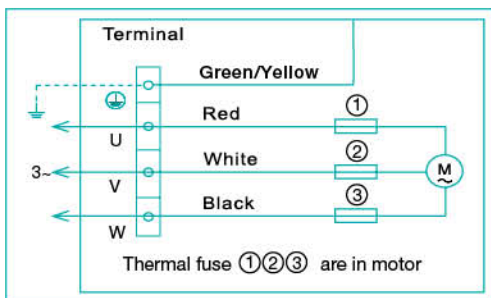 Terminal
Green/Yellow
Red
①
U
White
②
3~
V
M
~
Black
③
W
Thermal fuse ①②③ are in motor